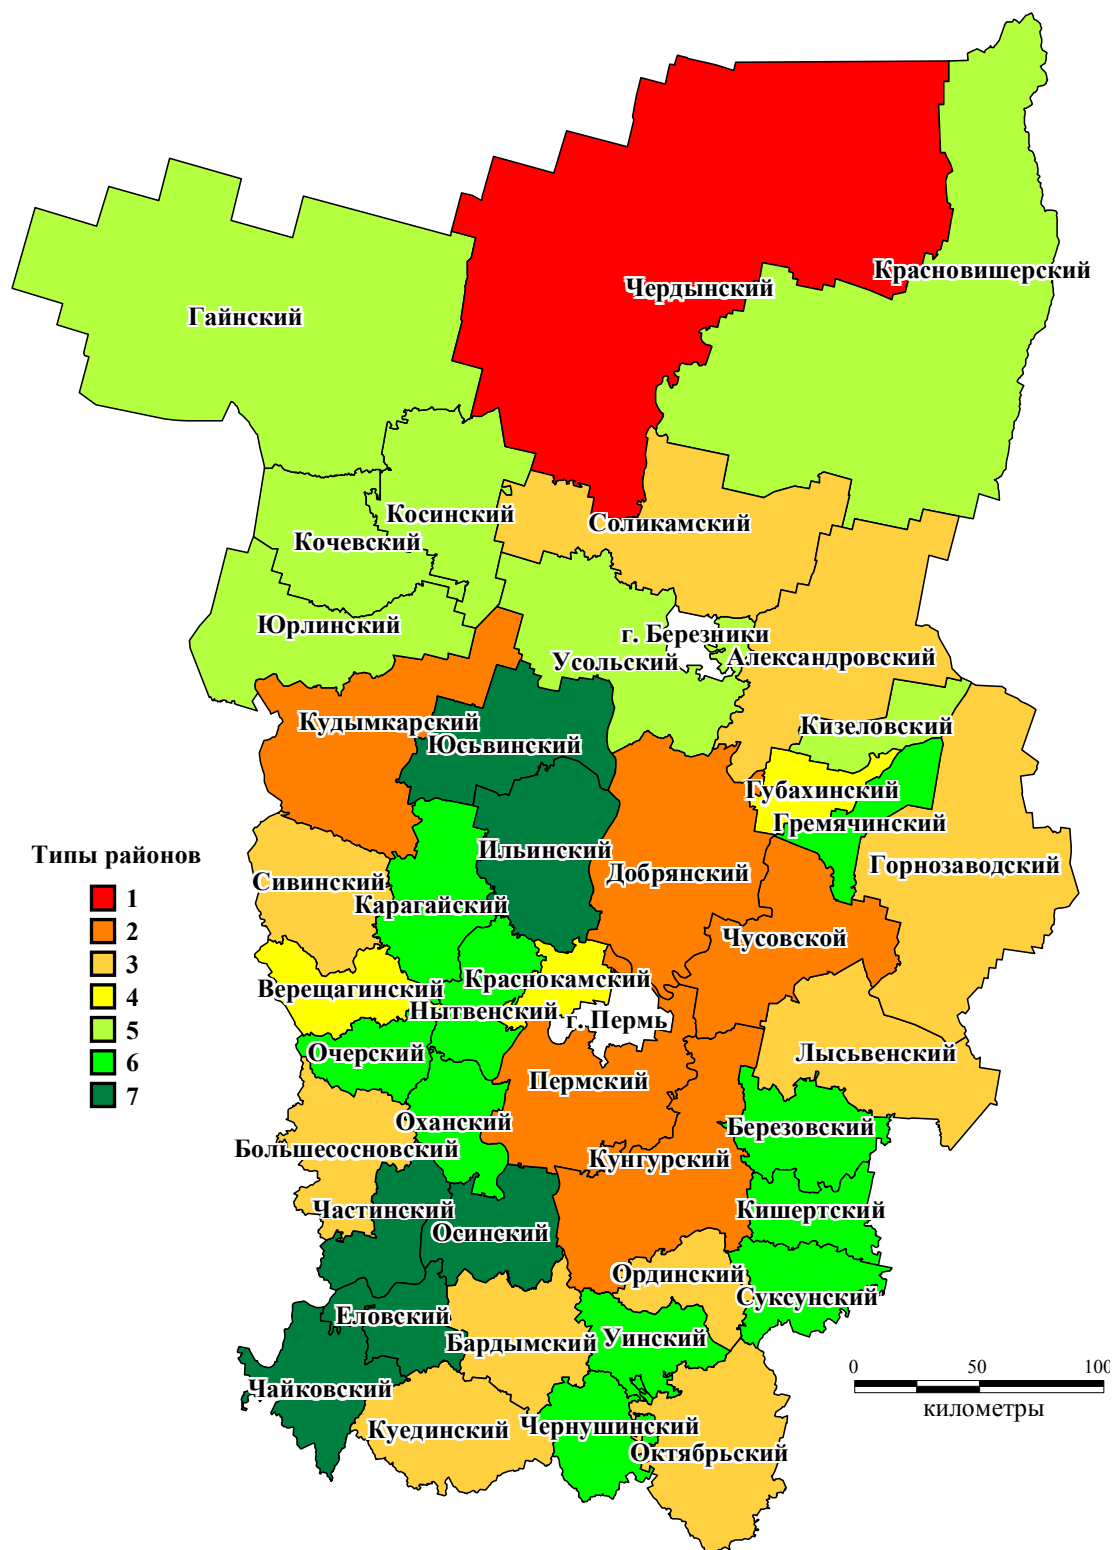 Красновишерский
Чердынский
Гайнский
Косинский
Соликамский
Кочевский
Юрлинский
г. Березники
Усольский
Александровский
Кудымкарский
Юсьвинский
Кизеловский
Губахинский
Гремячинский
Ильинский
Добрянский
Горнозаводский
Типы районов
1
2
3
4
5
6
7
Сивинский
Карагайский
Чусовской
Краснокамский
Верещагинский
Нытвенский
г. Пермь
Очерский
Пермский
Лысьвенский
Оханский
Березовский
Большесосновский
Кунгурский
Частинский
Осинский
Кишертский
Ординский
Суксунский
Еловский
Бардымский
Уинский
Чайковский
Куединский
Чернушинский
Октябрьский
0 50 100
километры